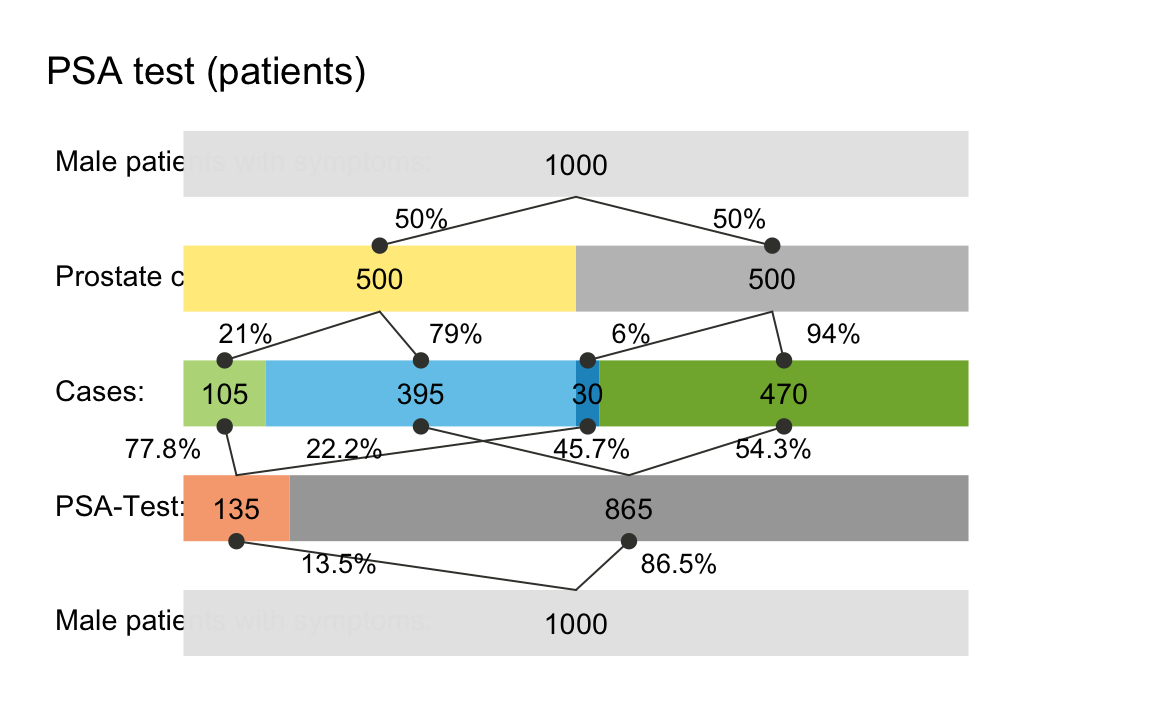 PSA test (patients)
Male patients with symptoms: 1000
50% 50%
Prostate c 500 500
21% 79% 6% 94%
Cases: 105 395 30 470
77.8% 22.2% 45.7% 54.3%
PSA-Test: 135 865
13.5% 86.5%
Male patients with symptoms: 1000